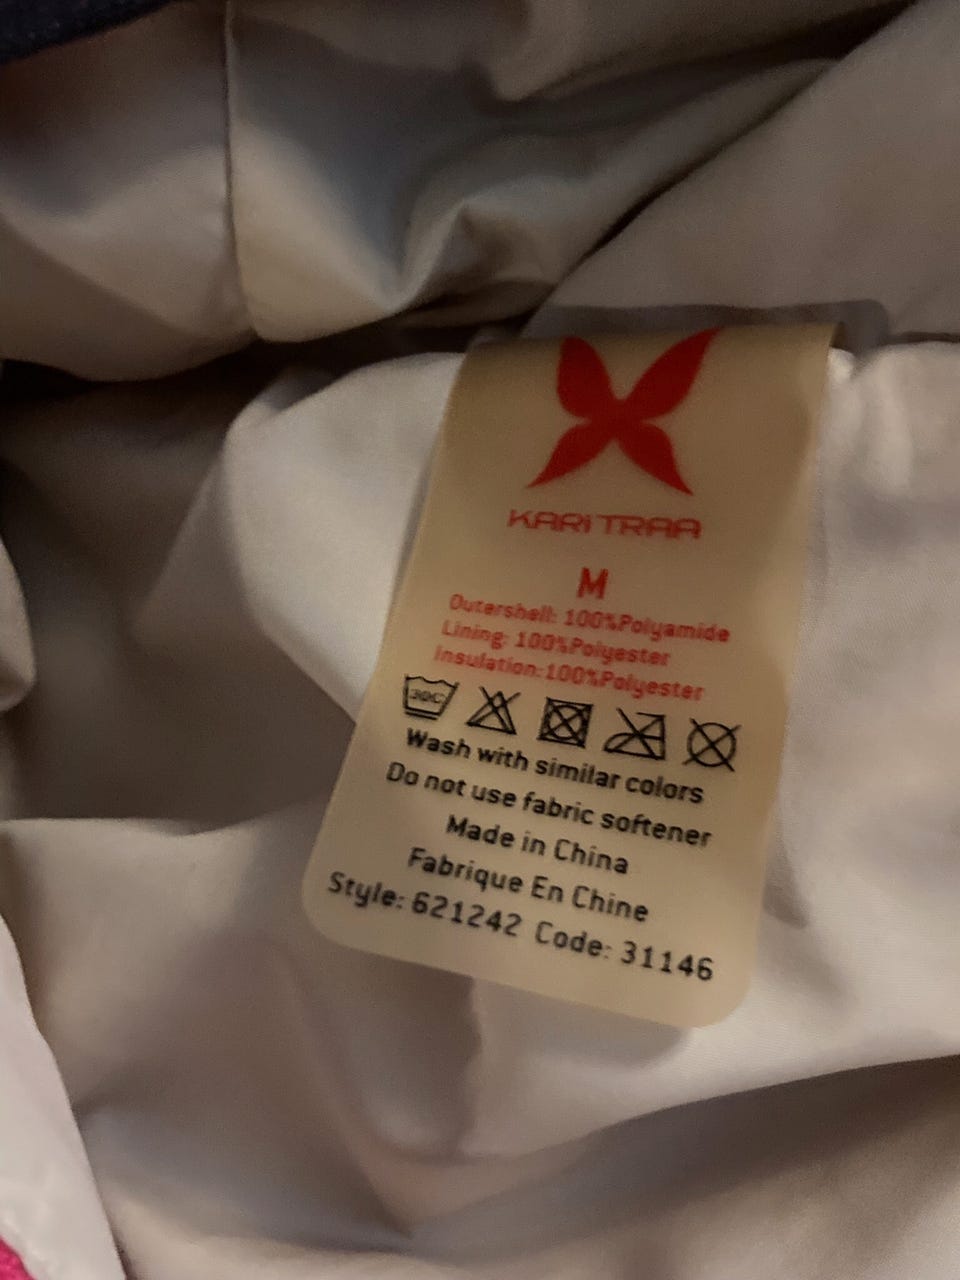 KARI TRAA
M
Outershell: 100%Polyamide
Lining: 100%Polyester
Insulation:100%Polyester
30C
Wash with similar colors
Do not use fabric softener
Made in China
Fabrique En Chine
Style: 621242 Code: 31146